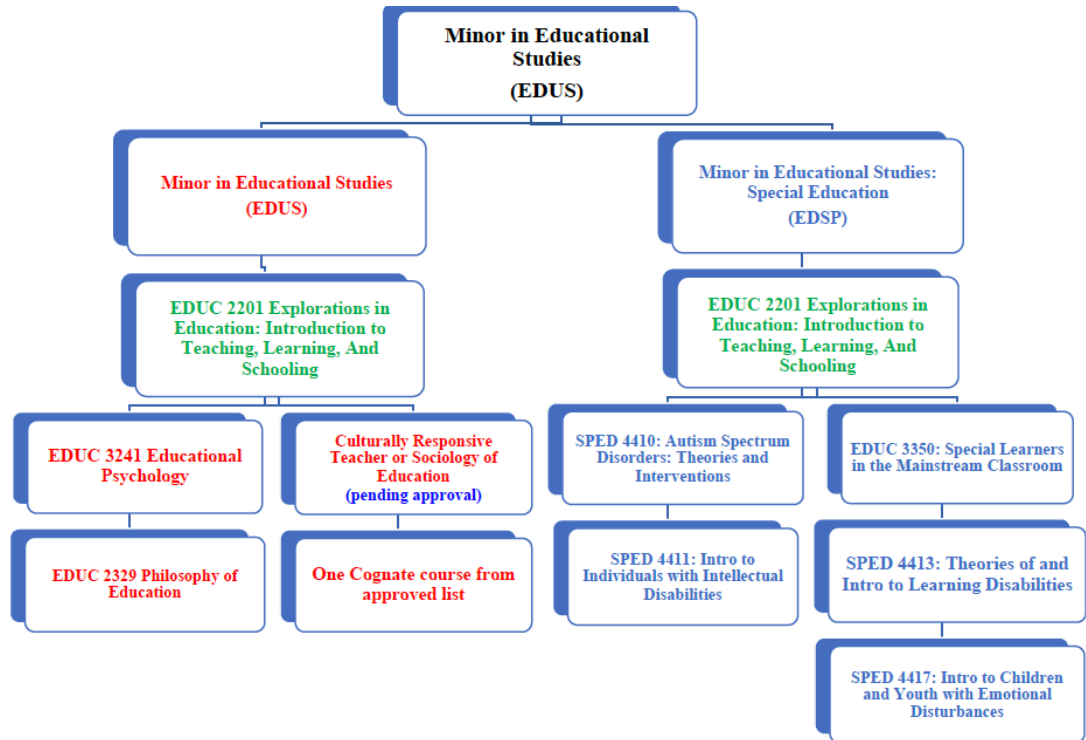 Minor in Educational
Studies
(EDUS)
Minor in Educational Studies
(EDUS)
Minor in Educational Studies:
Special Education
(EDSP)
EDUC 2201 Explorations in
Education: Introduction to
Teaching, Learning, And
Schooling
EDUC 2201 Explorations in
Education: Introduction to
Teaching, Learning, And
Schooling
EDUC 3241 Educational
Psychology
Culturally Responsive
Teacher or Sociology of
Education
(pending approval)
SPED 4410: Autism Spectrum
Disorders: Theories and
Interventions
EDUC 3350: Special Learners
in the Mainstream Classroom
EDUC 2329 Philosophy of
Education
One Cognate course from
approved list
SPED 4411: Intro to
Individuals with Intellectual
Disabilities
SPED 4413: Theories of and
Intro to Learning Disabilities
SPED 4417: Intro to Children
and Youth with Emotional
Disturbances